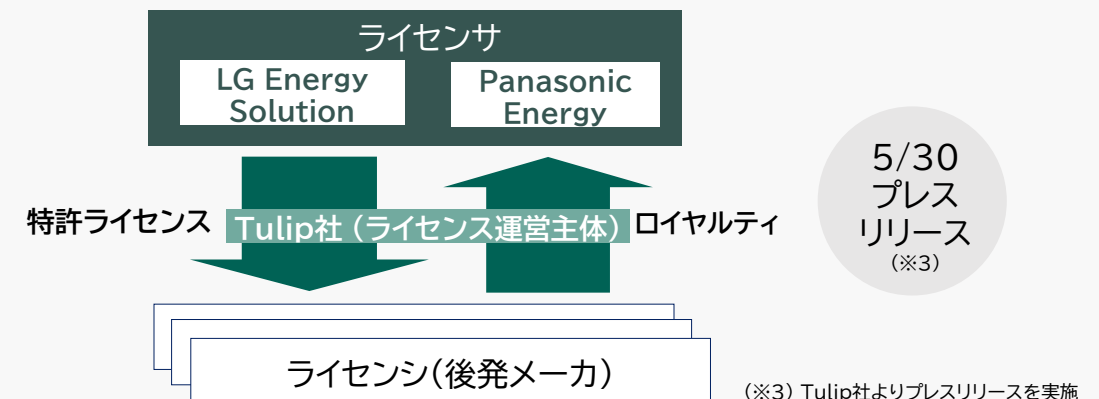 ライセンサ
LG Energy
Solution
Panasonic
Energy
特許ライセンス
Tulip社（ライセンス運営主体）
ロイヤルティ
5/30
プレス
リリース
（※3）
ライセンシ（後発メーカ）
（※3）Tulip社よりプレスリリースを実施